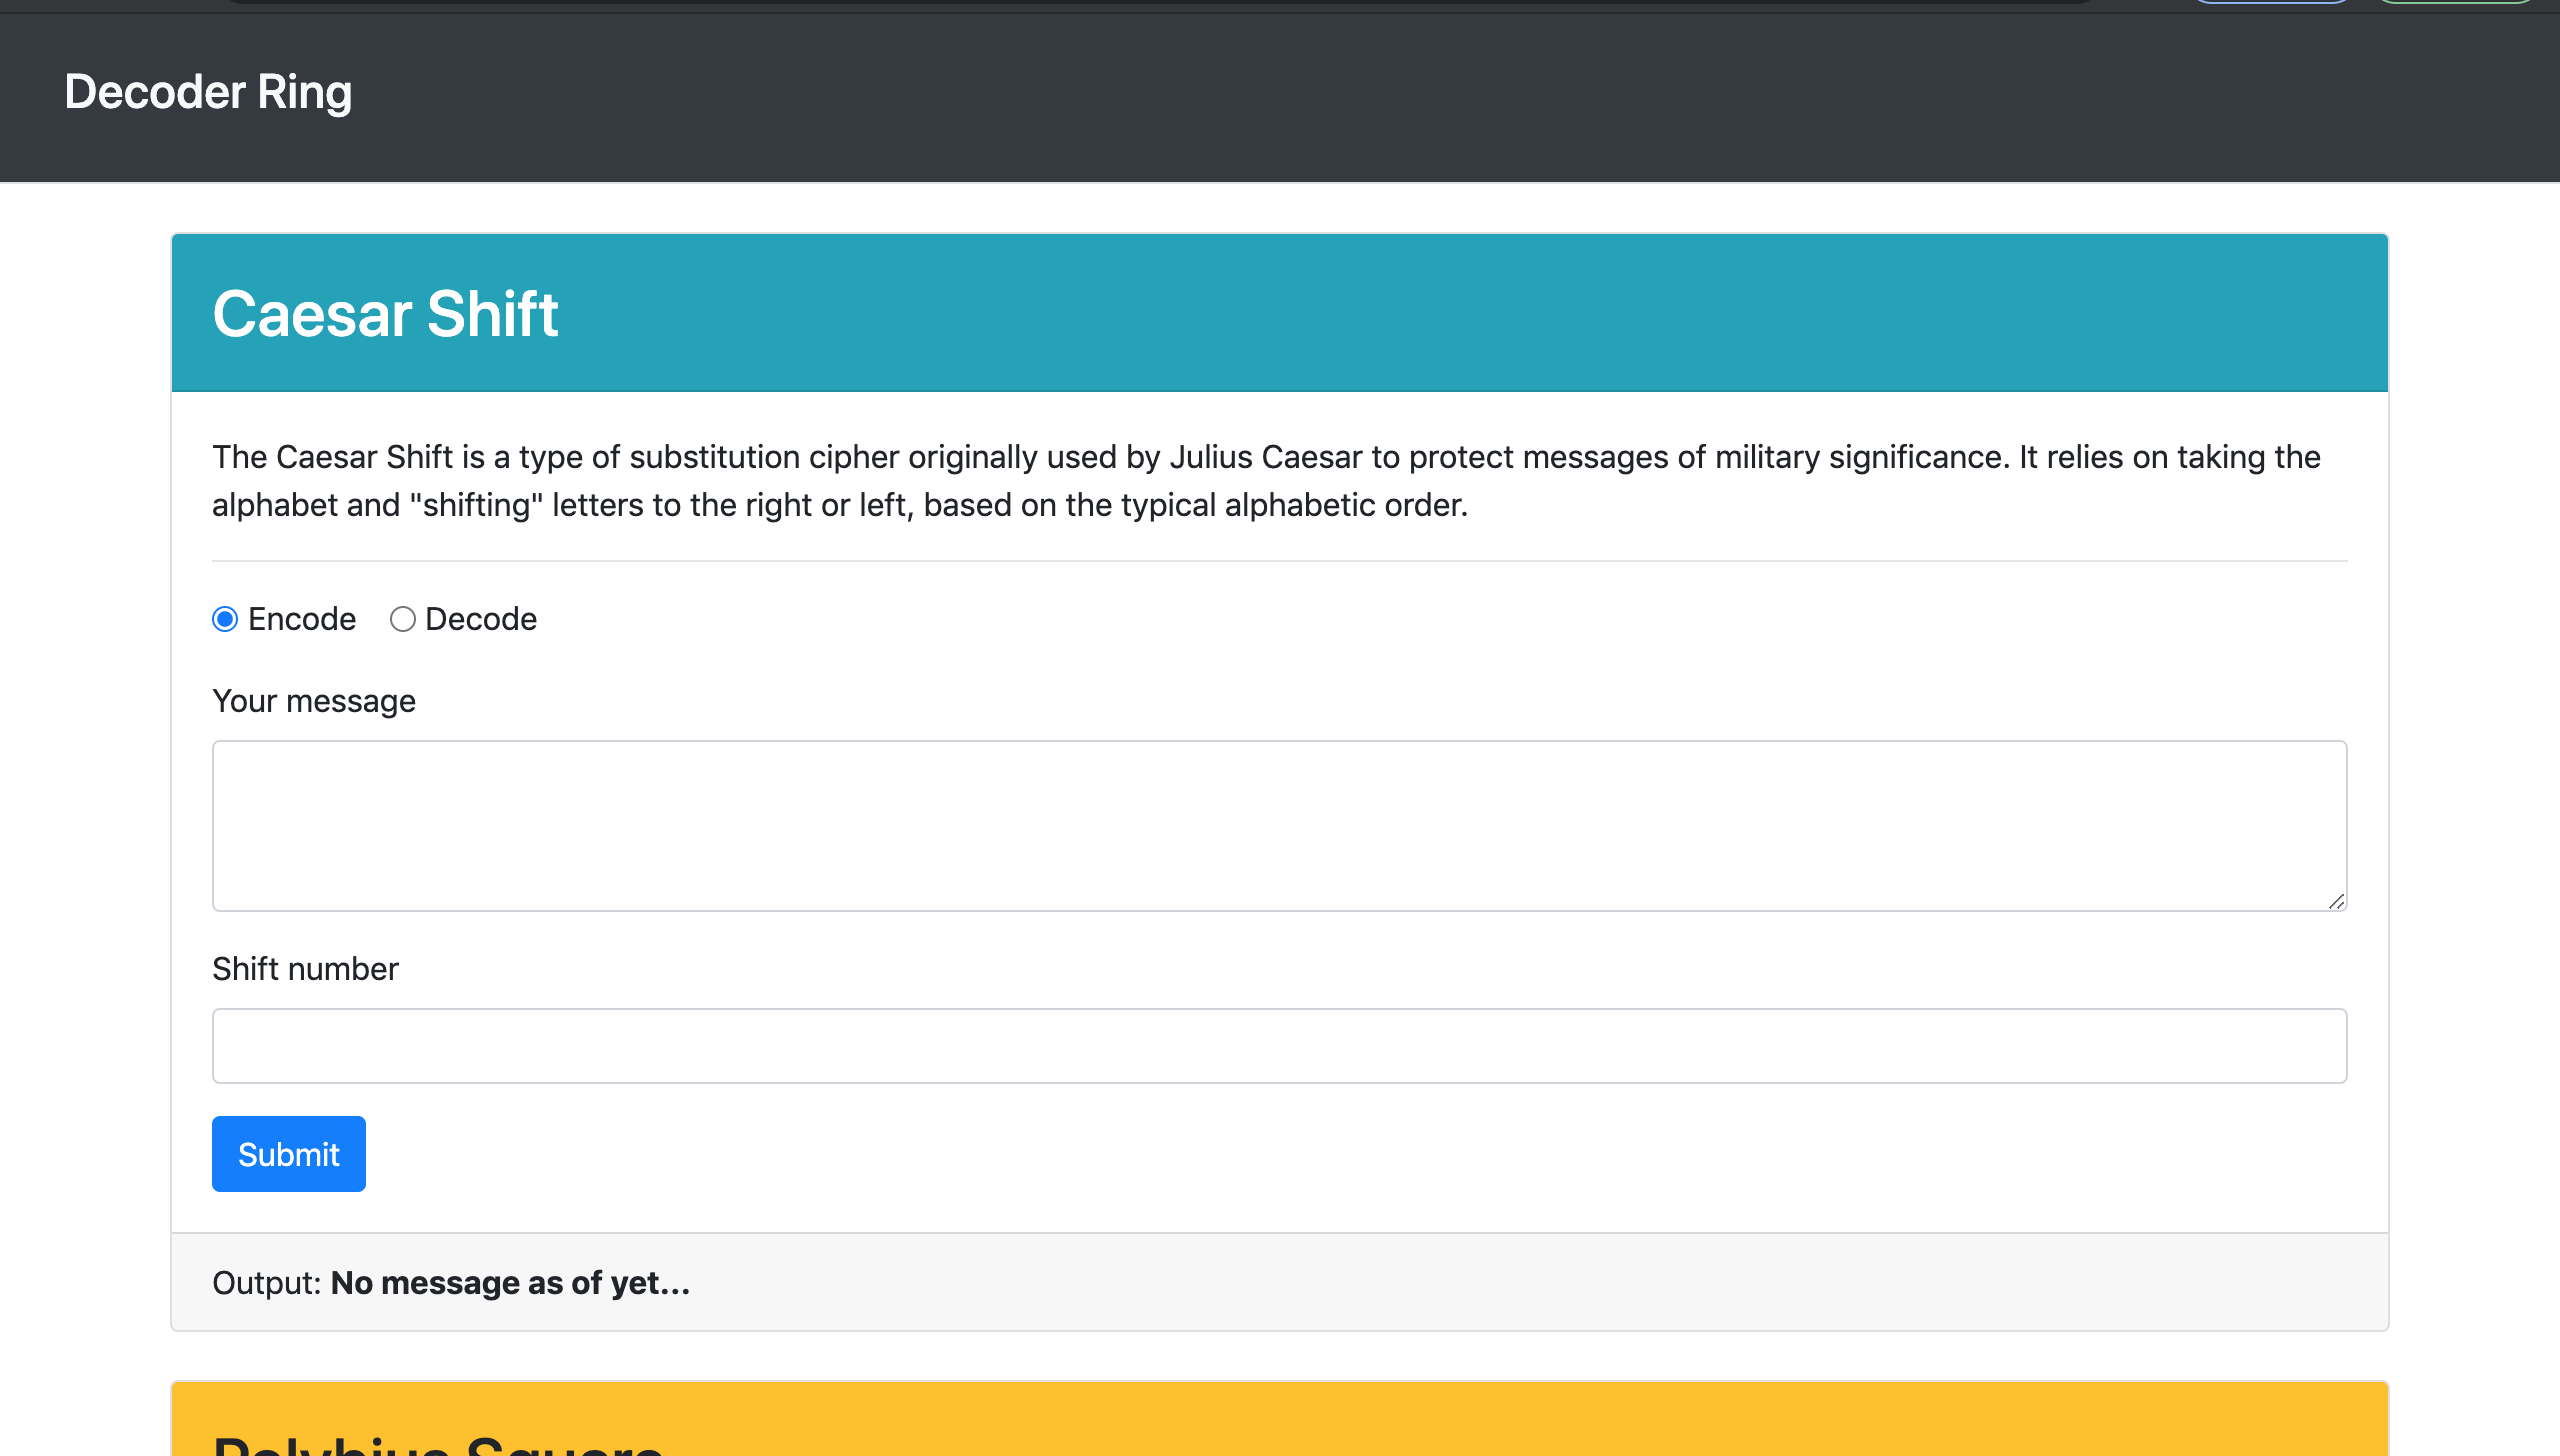 Decoder Ring
Caesar Shift
The Caesar Shift is a type of substitution cipher originally used by Julius Caesar to protect messages of military significance. It relies on taking the
alphabet and "shifting" letters to the right or left, based on the typical alphabetic order.
Encode Decode
Your message
Shift number
Submit
Output: No message as of yet...
Polybius Square